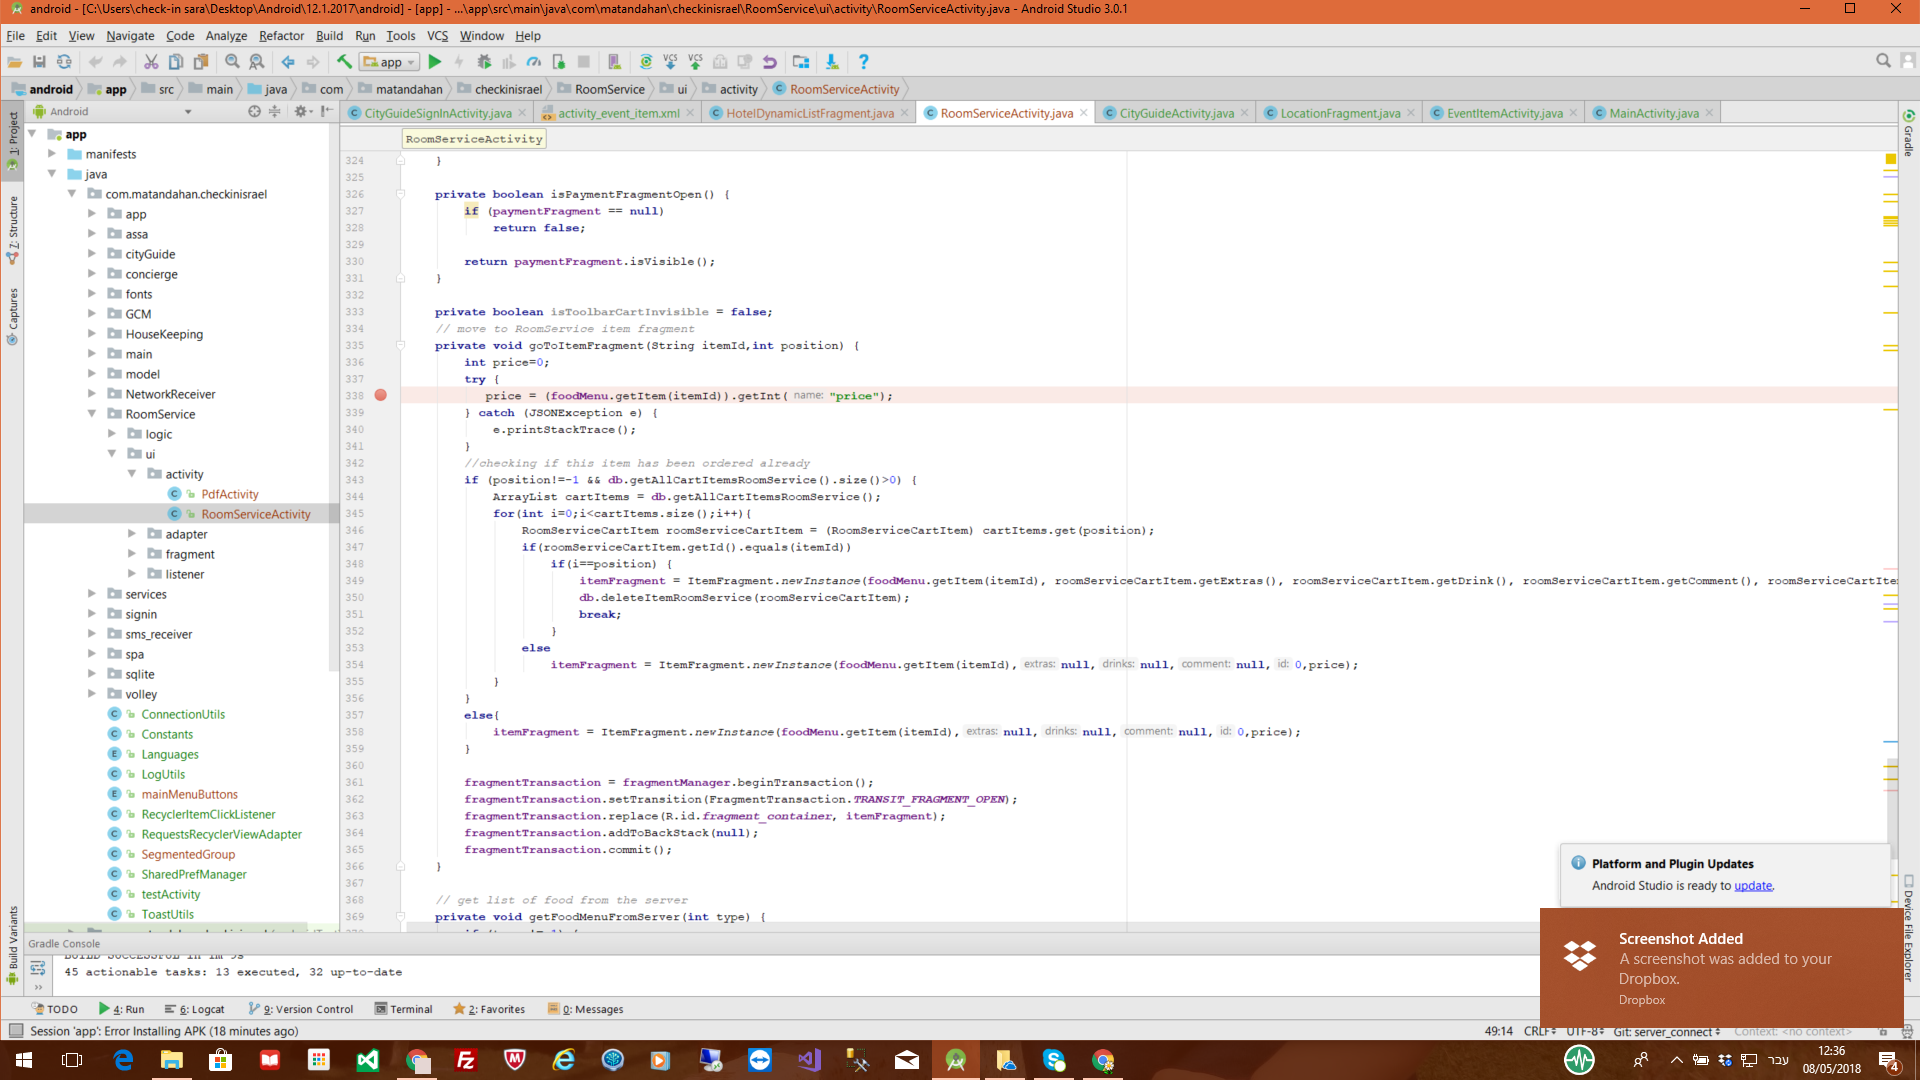 android - [C:\Users\check-in sara\Desktop\Android\12.1.2017\android] - [app] - ...\app\src\main\java\com\matandahan\checkinisrael\RoomService\ui\activity\RoomServiceActivity.java - Android Studio 3.0.1
File Edit View Navigate Code Analyze Refactor Build Run Tools VCS Window Help
app
android app src main java com matandahan checkinisrael RoomService ui activity RoomServiceActivity
Android
CityGuideSignInActivity.java activity_event_item.xml HotelDynamicListFragment.java RoomServiceActivity.java CityGuideActivity.java LocationFragment.java EventItemActivity.java MainActivity.java
1: Project
7: Structure
Captures
Build Variants
Gradle
Device File Explorer
app
manifests
java
com.matandahan.checkinisrael
app
assa
cityGuide
concierge
fonts
GCM
HouseKeeping
main
model
NetworkReceiver
RoomService
logic
ui
activity
PdfActivity
RoomServiceActivity
adapter
fragment
listener
services
signin
sms_receiver
spa
sqlite
volley
ConnectionUtils
Constants
Languages
LogUtils
mainMenuButtons
RecyclerItemClickListener
RequestsRecyclerViewAdapter
SegmentedGroup
SharedPrefManager
testActivity
ToastUtils
RoomServiceActivity
324 }
325
326 private boolean isPaymentFragmentOpen() {
327 if (paymentFragment == null)
328 return false;
329
330 return paymentFragment.isVisible();
331 }
332
333 private boolean isToolbarCartInvisible = false;
334 // move to RoomService item fragment
335 private void goToItemFragment(String itemId,int position) {
336 int price=0;
337 try {
338 price = (foodMenu.getItem(itemId)).getInt( name: "price");
339 } catch (JSONException e) {
340 e.printStackTrace();
341 }
342 //checking if this item has been ordered already
343 if (position!=-1 && db.getAllCartItemsRoomService().size()>0) {
344 ArrayList cartItems = db.getAllCartItemsRoomService();
345 for(int i=0;i<cartItems.size();i++){
346 RoomServiceCartItem roomServiceCartItem = (RoomServiceCartItem) cartItems.get(position);
347 if(roomServiceCartItem.getId().equals(itemId))
348 if(i==position) {
349 itemFragment = ItemFragment.newInstance(foodMenu.getItem(itemId), roomServiceCartItem.getExtras(), roomServiceCartItem.getDrink(), roomServiceCartItem.getComment(), roomServiceCartIte
350 db.deleteItemRoomService(roomServiceCartItem);
351 break;
352 }
353 else
354 itemFragment = ItemFragment.newInstance(foodMenu.getItem(itemId), extras: null, drinks: null, comment: null, id: 0,price);
355 }
356 }
357 else{
358 itemFragment = ItemFragment.newInstance(foodMenu.getItem(itemId), extras: null, drinks: null, comment: null, id: 0,price);
359 }
360
361 fragmentTransaction = fragmentManager.beginTransaction();
362 fragmentTransaction.setTransition(FragmentTransaction.TRANSIT_FRAGMENT_OPEN);
363 fragmentTransaction.replace(R.id.fragment_container, itemFragment);
364 fragmentTransaction.addToBackStack(null);
365 fragmentTransaction.commit();
366 }
367
368 // get list of food from the server
369 private void getFoodMenuFromServer(int type) {
Platform and Plugin Updates
Android Studio is ready to update.
Screenshot Added
A screenshot was added to your
Dropbox.
Dropbox
Gradle Console
BUILD SUCCESSFUL in 1m 9s
45 actionable tasks: 13 executed, 32 up-to-date
TODO 4: Run 6: Logcat 9: Version Control Terminal 2: Favorites 0: Messages
Session 'app': Error Installing APK (18 minutes ago)
49:14 CRLF UTF-8 Git: server_connect Context: <no context>
עבר
12:36
08/05/2018
4